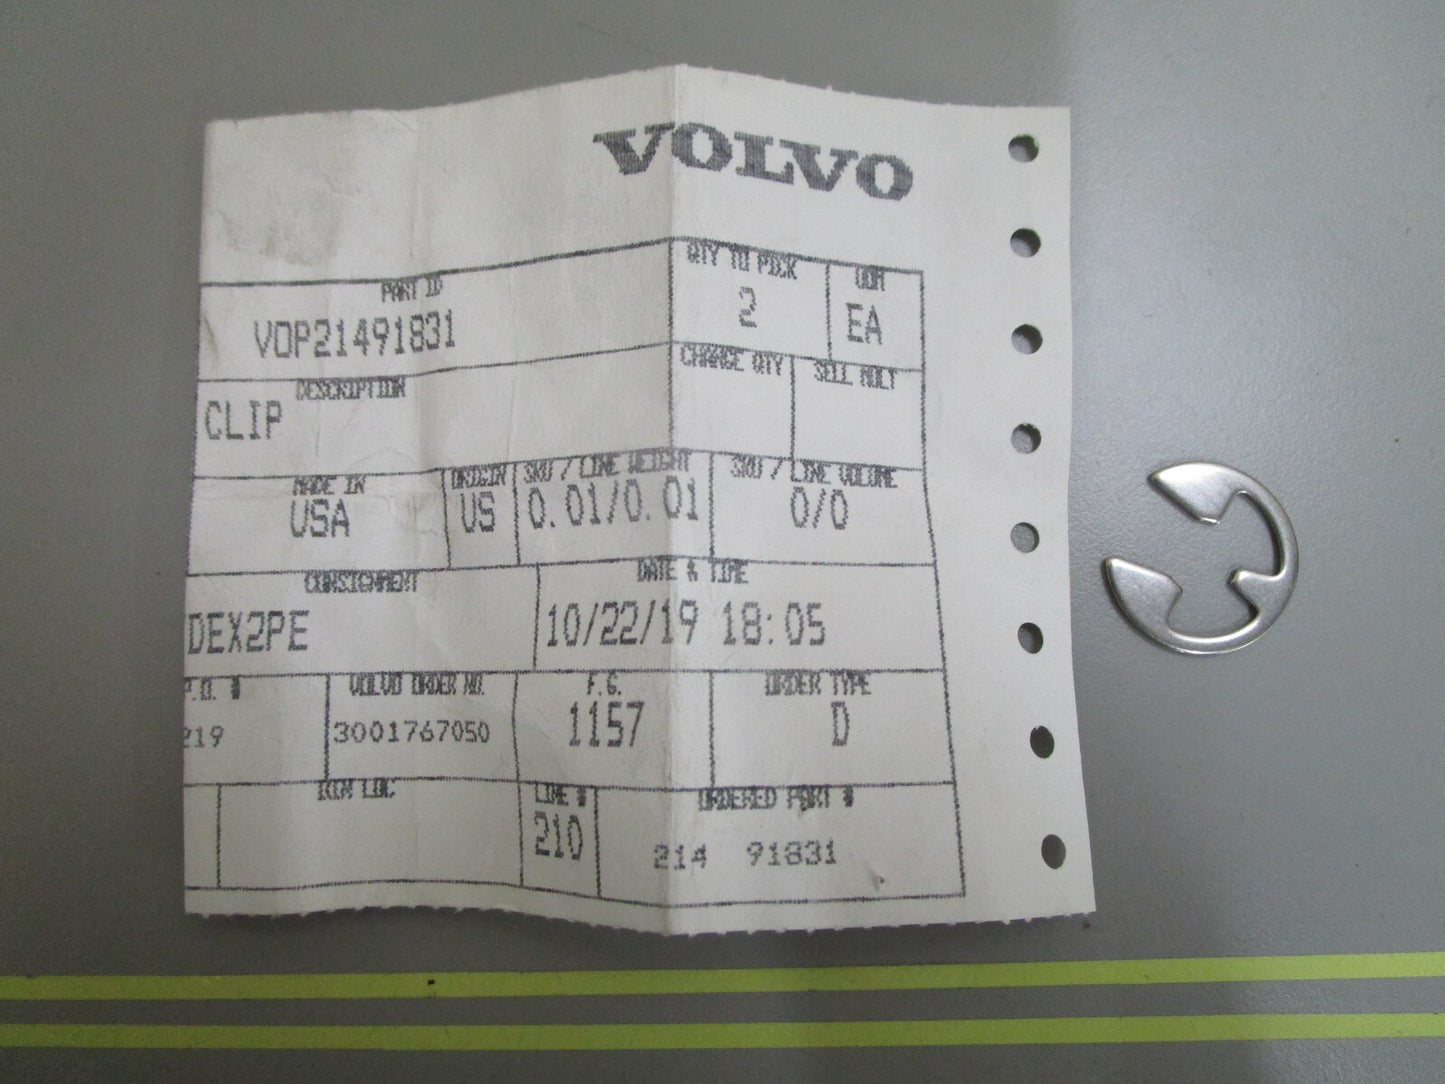 VOLVO
PART ID
QTY TO PICK
UOM
VOP21491831
2
EA
DESCRIPTION
CHANGE QTY
SELL MULT
CLIP
MADE IN
ORIGIN
SKU / LINE WEIGHT
SKU / LINE VOLUME
USA
US
0.01/0.01
0/0
CONSIGNMENT
DATE & TIME
DEX2PE
10/22/19 18:05
P.O. #
VOLVO ORDER NO.
F.G.
ORDER TYPE
219
3001767050
1157
D
LOC
LINE #
ORDERED PART #
210
214 91831